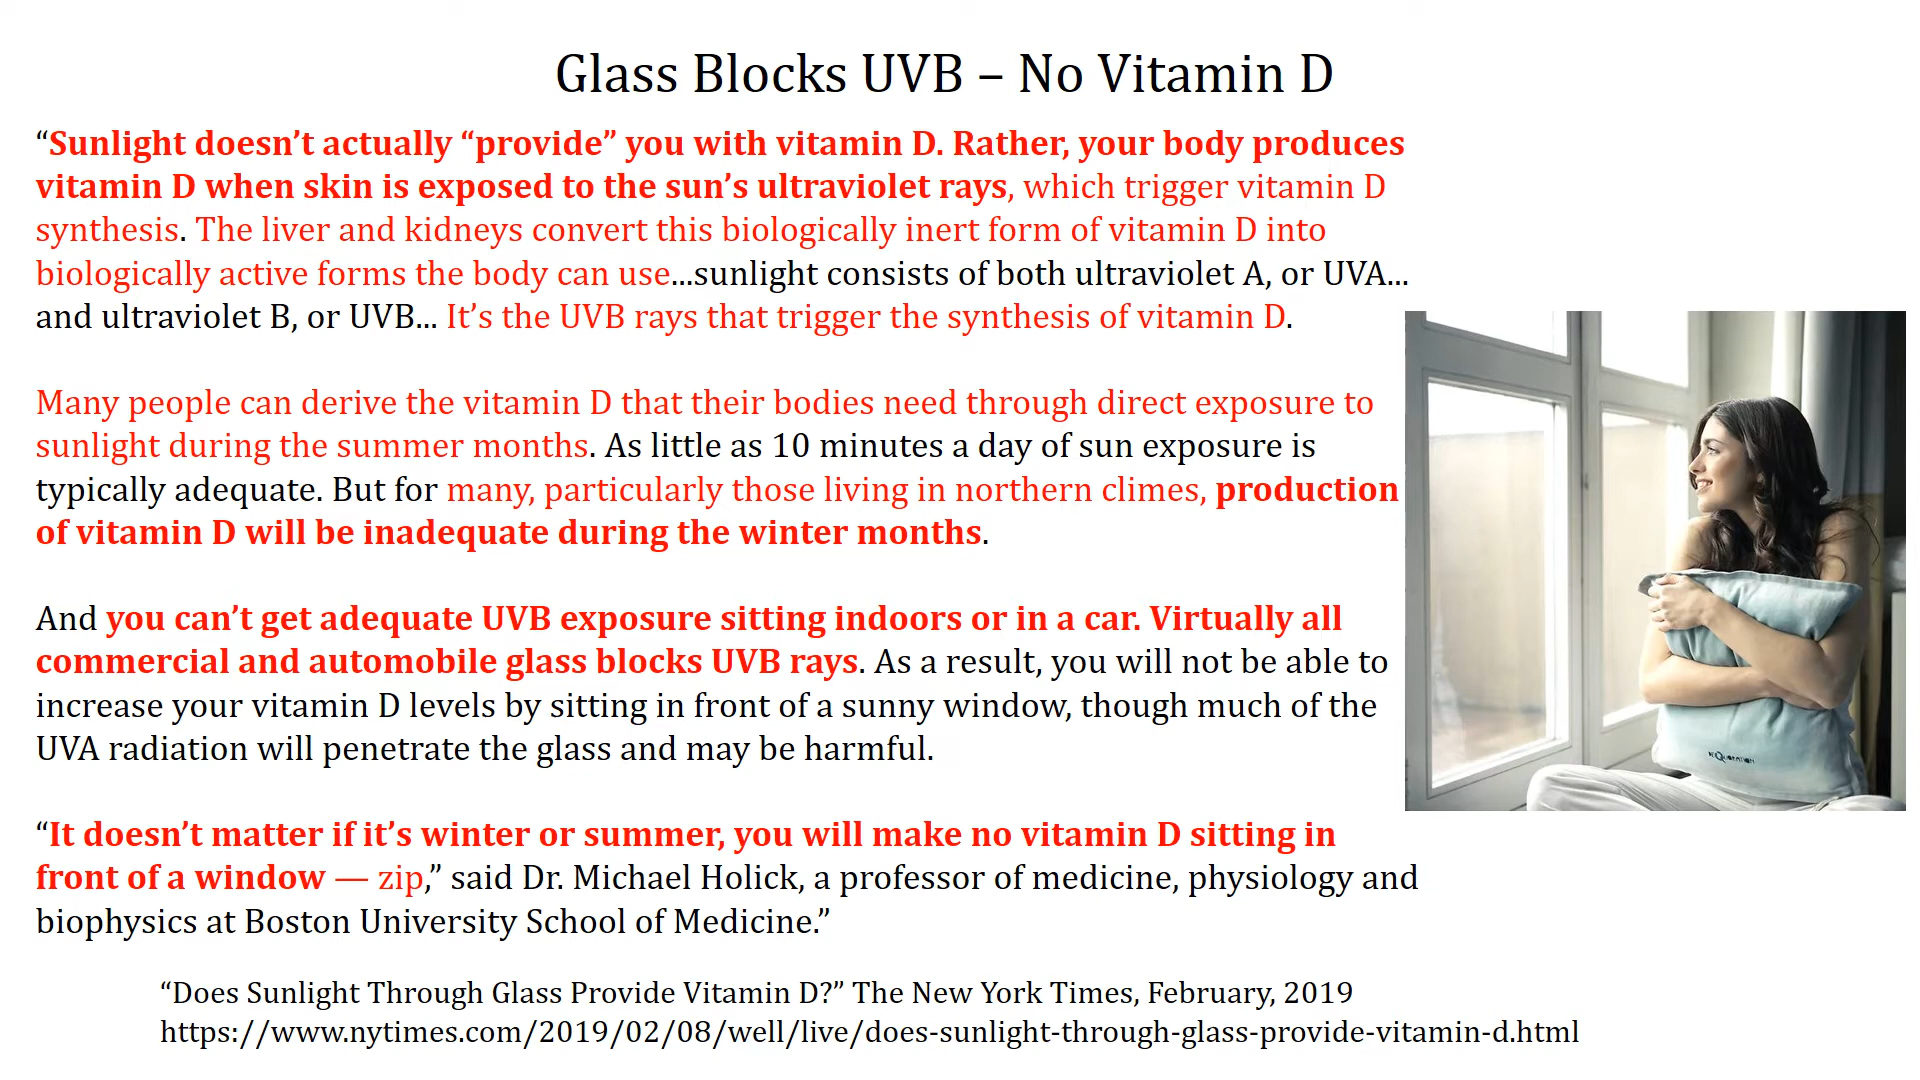 Glass Blocks UVB – No Vitamin D
“Sunlight doesn’t actually “provide” you with vitamin D. Rather, your body produces
vitamin D when skin is exposed to the sun’s ultraviolet rays, which trigger vitamin D
synthesis. The liver and kidneys convert this biologically inert form of vitamin D into
biologically active forms the body can use...sunlight consists of both ultraviolet A, or UVA...
and ultraviolet B, or UVB... It’s the UVB rays that trigger the synthesis of vitamin D.
Many people can derive the vitamin D that their bodies need through direct exposure to
sunlight during the summer months. As little as 10 minutes a day of sun exposure is
typically adequate. But for many, particularly those living in northern climes, production
of vitamin D will be inadequate during the winter months.
And you can’t get adequate UVB exposure sitting indoors or in a car. Virtually all
commercial and automobile glass blocks UVB rays. As a result, you will not be able to
increase your vitamin D levels by sitting in front of a sunny window, though much of the
UVA radiation will penetrate the glass and may be harmful.
“It doesn’t matter if it’s winter or summer, you will make no vitamin D sitting in
front of a window — zip,” said Dr. Michael Holick, a professor of medicine, physiology and
biophysics at Boston University School of Medicine.”
“Does Sunlight Through Glass Provide Vitamin D?” The New York Times, February, 2019
https://www.nytimes.com/2019/02/08/well/live/does-sunlight-through-glass-provide-vitamin-d.html